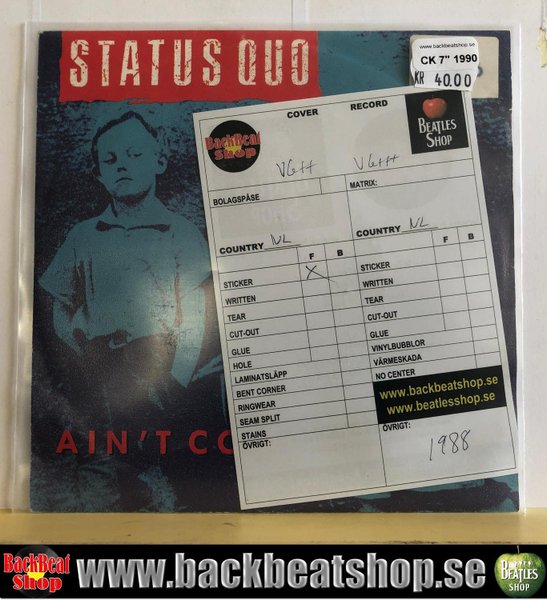 STATUS QUO
www.backbeatshop.se
CK 7" 1990
KR 40.00
COVER
RECORD
BackBeat
Shop
BEATLES
SHOP
VG++
VG+++
BOLAGSPÅSE
MATRIX:
COUNTRY NL
COUNTRY NL
F B
F B
STICKER X
STICKER
WRITTEN
WRITTEN
TEAR
TEAR
CUT-OUT
CUT-OUT
GLUE
GLUE
HOLE
VINYLBUBBLOR
LAMINATSLÄPP
VÄRMESKADA
BENT CORNER
NO CENTER
RINGWEAR
www.backbeatshop.se
SEAM SPLIT
www.beatlesshop.se
STAINS
ÖVRIGT:
ÖVRIGT:
1988
AIN'T CO
BackBeat
Shop
www.backbeatshop.se
BEATLES
SHOP